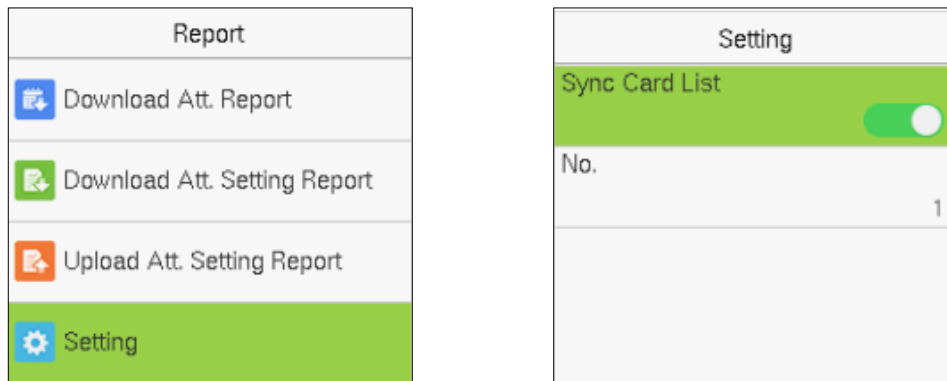 Report
Download Att. Report
Download Att. Setting Report
Upload Att. Setting Report
Setting
Setting
Sync Card List
No.
1